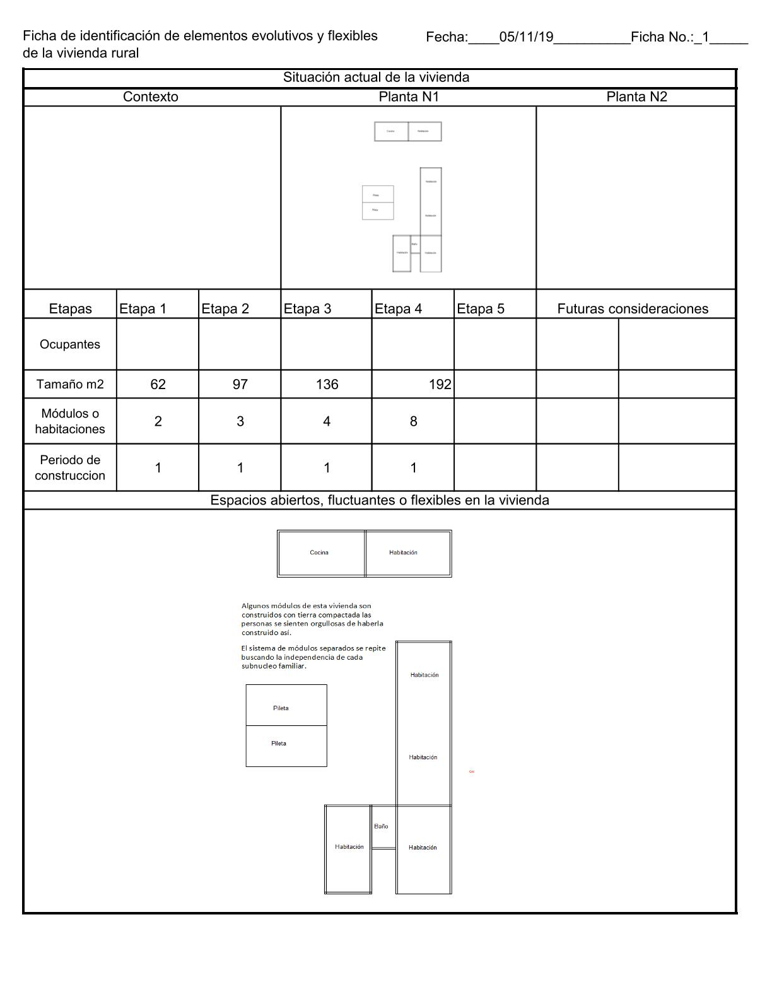 Ficha de identificación de elementos evolutivos y flexibles
de la vivienda rural
Fecha:____05/11/19__________Ficha No.:_1_____
Situación actual de la vivienda
Contexto Planta N1 Planta N2
Cocina Habitación
Habitación
Pileta
Pileta
Habitación
Baño
Habitación Habitación
Etapas Etapa 1 Etapa 2 Etapa 3 Etapa 4 Etapa 5 Futuras consideraciones
Ocupantes
Tamaño m2 62 97 136 192
Módulos o
habitaciones 2 3 4 8
Periodo de
construccion 1 1 1 1
Espacios abiertos, fluctuantes o flexibles en la vivienda
Cocina Habitación
Algunos módulos de esta vivienda son
construidos con tierra compactada las
personas se sienten orgullosas de haberla
construido así.
El sistema de módulos separados se repite
buscando la independencia de cada
subnucleo familiar.
Habitación
Pileta
Pileta
Habitación
Coc
Baño
Habitación Habitación